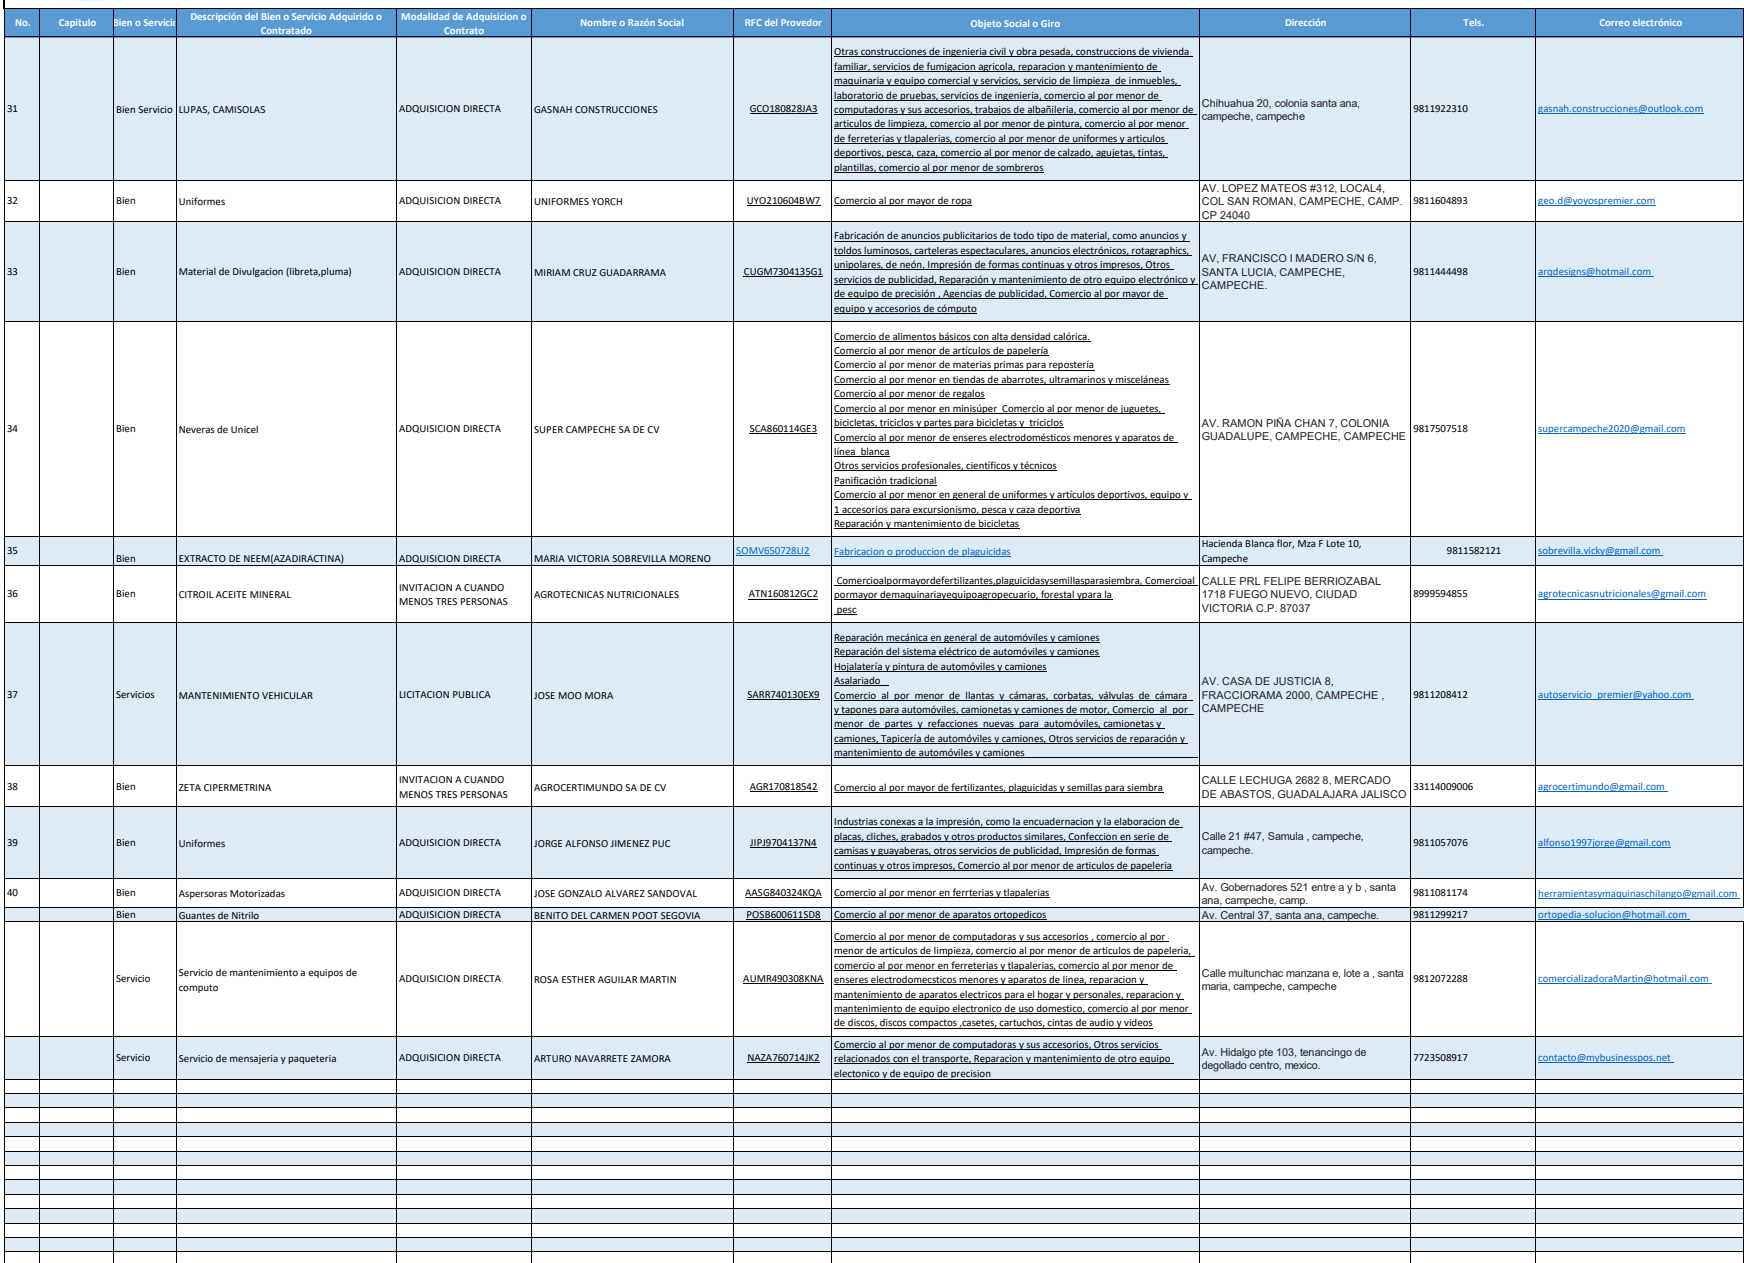 No. Capitulo Bien o Servicio Descripción del Bien o Servicio Adquirido o Contratado Modalidad de Adquisicion o Contrato Nombre o Razón Social RFC del Provedor Objeto Social o Giro Dirección Tels. Correo electrónico
31 Bien Servicio LUPAS, CAMISOLAS ADQUISICION DIRECTA GASNAH CONSTRUCCIONES GCO180828JA3
Otras construcciones de ingenieria civil y obra pesada, construccions de vivienda
familiar, servicios de fumigacion agricola, reparacion y mantenimiento de
maquinaria y equipo comercial y servicios, servicio de limpieza de inmuebles,
laboratorio de pruebas, servicios de ingenieria, comercio al por menor de
computadoras y sus accesorios, trabajos de albañileria, comercio al por menor de
articulos de limpieza, comercio al por menor de pintura, comercio al por menor
de ferreterias y tlapalerias, comercio al por menor de uniformes y articulos
deportivos, pesca, caza, comercio al por menor de calzado, agujetas, tintas,
plantillas, comercio al por menor de sombreros
Chihuahua 20, colonia santa ana,
campeche, campeche
9811922310 gasnah.construcciones@outlook.com
32 Bien Uniformes ADQUISICION DIRECTA UNIFORMES YORCH UYO210604BW7 Comercio al por mayor de ropa
AV. LOPEZ MATEOS #312, LOCAL4,
COL SAN ROMAN, CAMPECHE, CAMP.
CP 24040
9811604893 geo.d@yoyospremier.com
33 Bien Material de Divulgacion (libreta,pluma) ADQUISICION DIRECTA MIRIAM CRUZ GUADARRAMA CUGM7304135G1
Fabricación de anuncios publicitarios de todo tipo de material, como anuncios y
toldos luminosos, carteleras espectaculares, anuncios electrónicos, rotagraphics,
unipolares, de neón, Impresión de formas continuas y otros impresos, Otros
servicios de publicidad, Reparación y mantenimiento de otro equipo electrónico y
de equipo de precisión , Agencias de publicidad, Comercio al por mayor de
equipo y accesorios de cómputo
AV, FRANCISCO I MADERO S/N 6,
SANTA LUCIA, CAMPECHE,
CAMPECHE.
9811444498 arqdesigns@hotmail.com
34 Bien Neveras de Unicel ADQUISICION DIRECTA SUPER CAMPECHE SA DE CV SCA860114GE3
Comercio de alimentos básicos con alta densidad calórica.
Comercio al por menor de artículos de papelería
Comercio al por menor de materias primas para repostería
Comercio al por menor en tiendas de abarrotes, ultramarinos y misceláneas
Comercio al por menor de regalos
Comercio al por menor en minisúper Comercio al por menor de juguetes,
bicicletas, triciclos y partes para bicicletas y triciclos
Comercio al por menor de enseres electrodomésticos menores y aparatos de
línea blanca
Otros servicios profesionales, científicos y técnicos
Panificación tradicional
Comercio al por menor en general de uniformes y artículos deportivos, equipo y
1 accesorios para excursionismo, pesca y caza deportiva
Reparación y mantenimiento de bicicletas
AV. RAMON PIÑA CHAN 7, COLONIA
GUADALUPE, CAMPECHE, CAMPECHE
9817507518 supercampeche2020@gmail.com
35 Bien EXTRACTO DE NEEM(AZADIRACTINA) ADQUISICION DIRECTA MARIA VICTORIA SOBREVILLA MORENO SOMV650728LI2 Fabricacion o produccion de plaguicidas
Hacienda Blanca flor, Mza F Lote 10,
Campeche
9811582121 sobrevilla.vicky@gmail.com
36 Bien CITROIL ACEITE MINERAL
INVITACION A CUANDO
MENOS TRES PERSONAS
AGROTECNICAS NUTRICIONALES ATN160812GC2
Comercioalpormayordefertilizantes,plaguicidasysemillasparasiembra, Comercioal
pormayor demaquinariayequipoagropecuario, forestal ypara la
pesc
CALLE PRL FELIPE BERRIOZABAL
1718 FUEGO NUEVO, CIUDAD
VICTORIA C.P. 87037
8999594855 agrotecnicasnutricionales@gmail.com
37 Servicios MANTENIMIENTO VEHICULAR LICITACION PUBLICA JOSE MOO MORA SARR740130EX9
Reparación mecánica en general de automóviles y camiones
Reparación del sistema eléctrico de automóviles y camiones
Hojalatería y pintura de automóviles y camiones
Asalariado
Comercio al por menor de llantas y cámaras, corbatas, válvulas de cámara
y tapones para automóviles, camionetas y camiones de motor, Comercio al por
menor de partes y refacciones nuevas para automóviles, camionetas y
camiones, Tapicería de automóviles y camiones, Otros servicios de reparación y
mantenimiento de automóviles y camiones
AV. CASA DE JUSTICIA 8,
FRACCIORAMA 2000, CAMPECHE ,
CAMPECHE
9811208412 autoservicio_premier@yahoo.com
38 Bien ZETA CIPERMETRINA
INVITACION A CUANDO
MENOS TRES PERSONAS
AGROCERTIMUNDO SA DE CV AGR170818542 Comercio al por mayor de fertilizantes, plaguicidas y semillas para siembra
CALLE LECHUGA 2682 8, MERCADO
DE ABASTOS, GUADALAJARA JALISCO
33114009006 agrocertimundo@gmail.com
39 Bien Uniformes ADQUISICION DIRECTA JORGE ALFONSO JIMENEZ PUC JIPJ9704137N4
Industrias conexas a la impresión, como la encuadernacion y la elaboracion de
placas, cliches, grabados y otros productos similares, Confeccion en serie de
camisas y guayaberas, otros servicios de publicidad, Impresión de formas
continuas y otros impresos, Comercio al por menor de articulos de papeleria
Calle 21 #47, Samula , campeche,
campeche.
9811057076 alfonso1997jorge@gmail.com
40 Bien Aspersoras Motorizadas ADQUISICION DIRECTA JOSE GONZALO ALVAREZ SANDOVAL AASG840324KQA Comercio al por menor en ferrterias y tlapalerias
Av. Gobernadores 521 entre a y b , santa
ana, campeche, camp.
9811081174 herramientasymaquinaschilango@gmail.com
Bien Guantes de Nitrilo ADQUISICION DIRECTA BENITO DEL CARMEN POOT SEGOVIA POSB600611SD8 Comercio al por menor de aparatos ortopedicos Av. Central 37, santa ana, campeche. 9811299217 ortopedia-solucion@hotmail.com
Servicio
Servicio de mantenimiento a equipos de
computo
ADQUISICION DIRECTA ROSA ESTHER AGUILAR MARTIN AUMR490308KNA
Comercio al por menor de computadoras y sus accesorios , comercio al por
menor de articulos de limpieza, comercio al por menor de articulos de papeleria,
comercio al por menor en ferreterias y tlapalerias, comercio al por menor de
enseres electrodomecsticos menores y aparatos de linea, reparacion y
mantenimiento de aparatos electricos para el hogar y personales, reparacion y
mantenimiento de equipo electronico de uso domestico, comercio al por menor
de discos, discos compactos ,casetes, cartuchos, cintas de audio y videos
Calle multunchac manzana e, lote a , santa
maria, campeche, campeche
9812072288 comercializadoraMartin@hotmail.com
Servicio Servicio de mensajeria y paqueteria ADQUISICION DIRECTA ARTURO NAVARRETE ZAMORA NAZA760714JK2
Comercio al por menor de computadoras y sus accesorios, Otros servicios
relacionados con el transporte, Reparacion y mantenimiento de otro equipo
electonico y de equipo de precision
Av. Hidalgo pte 103, tenancingo de
degollado centro, mexico.
7723508917 contacto@mybusinesspos.net